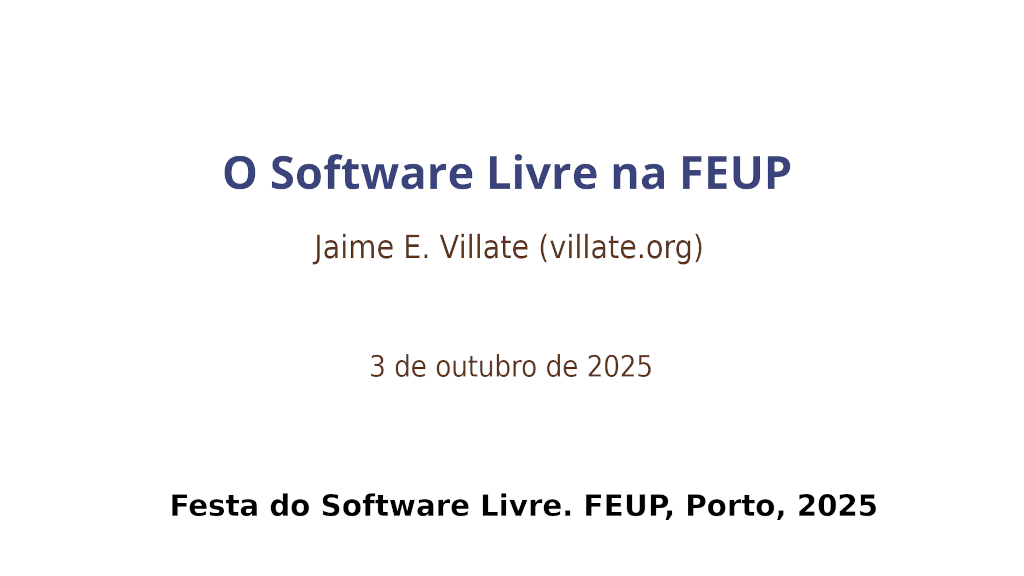 O Software Livre na FEUP
Jaime E. Villate (villate.org)
3 de outubro de 2025
Festa do Software Livre. FEUP, Porto, 2025